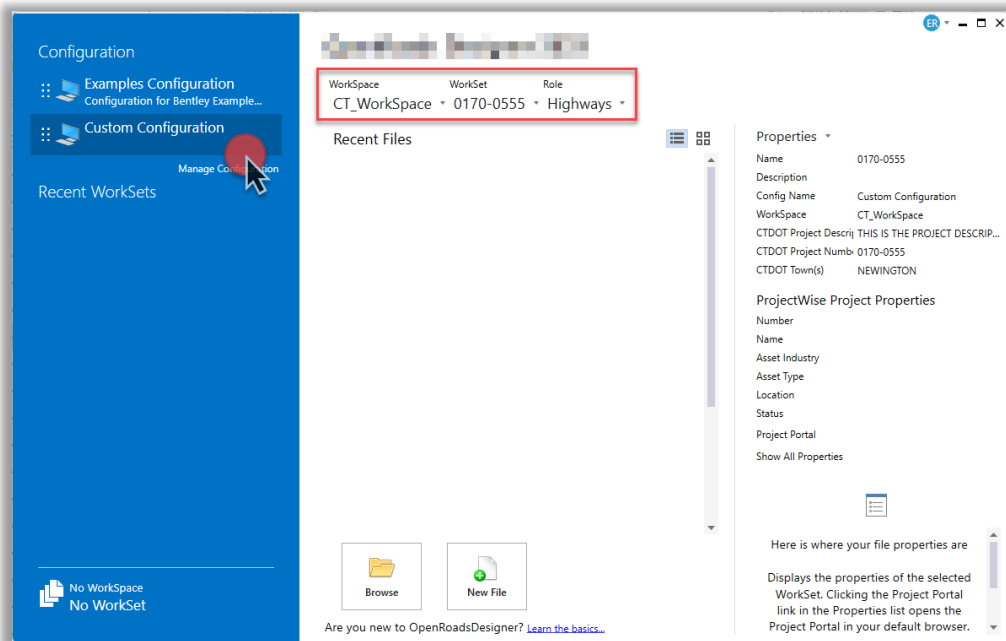 ER
Configuration
Examples Configuration
Configuration for Bentley Example...
Custom Configuration
Manage Configuration
Recent WorkSets
No WorkSpace
No WorkSet
WorkSpace WorkSet Role
CT_WorkSpace 0170-0555 Highways
Recent Files
Browse
New File
Are you new to OpenRoadsDesigner? Learn the basics...
Properties
Name 0170-0555
Description
Config Name Custom Configuration
WorkSpace CT_WorkSpace
CTDOT Project Descri THIS IS THE PROJECT DESCRIP...
CTDOT Project Numb 0170-0555
CTDOT Town(s) NEWINGTON
ProjectWise Project Properties
Number
Name
Asset Industry
Asset Type
Location
Status
Project Portal
Show All Properties
Here is where your file properties are
Displays the properties of the selected
WorkSet. Clicking the Project Portal
link in the Properties list opens the
Project Portal in your default browser.